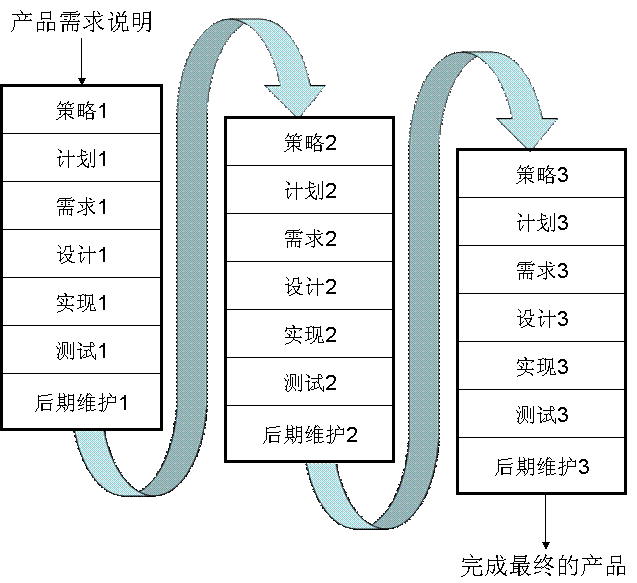 产品需求说明
策略1
计划1
需求1
设计1
实现1
测试1
后期维护1
策略2
计划2
需求2
设计2
实现2
测试2
后期维护2
策略3
计划3
需求3
设计3
实现3
测试3
后期维护3
完成最终的产品